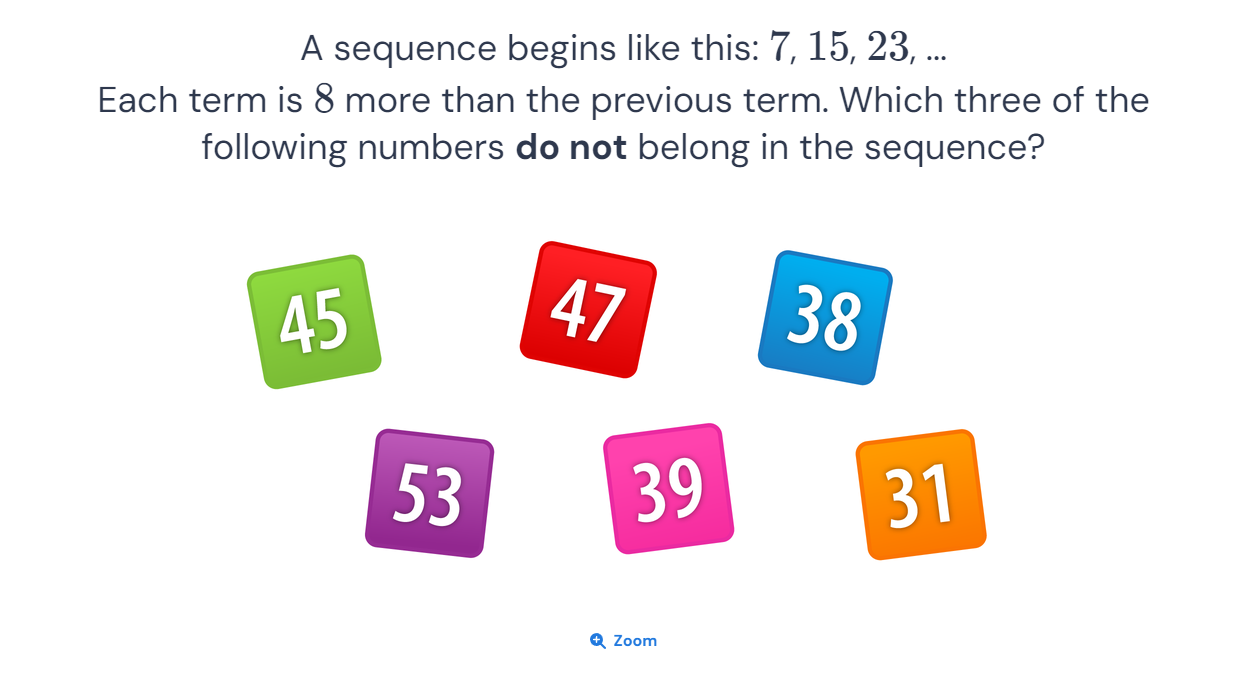 A sequence begins like this: 7, 15, 23, ...
Each term is 8 more than the previous term. Which three of the
following numbers do not belong in the sequence?
45
47
38
53
39
31
Zoom